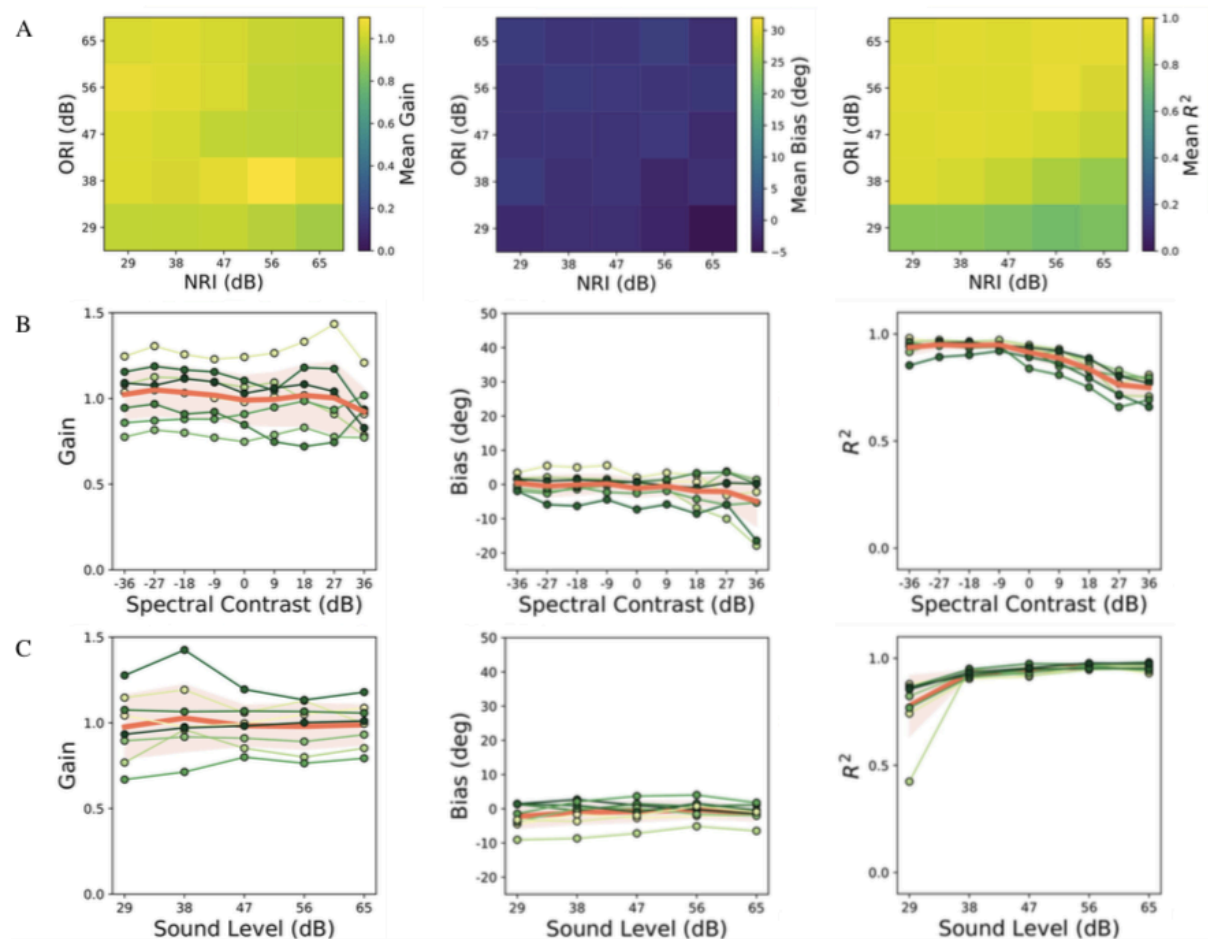 A
65
56
47
38
29
ORI (dB)
29 38 47 56 65
NRI (dB)
1.0
0.8
0.6
0.4
0.2
0.0
Mean Gain
65
56
47
38
29
ORI (dB)
29 38 47 56 65
NRI (dB)
30
25
20
15
10
5
0
−5
Mean Bias (deg)
65
56
47
38
29
ORI (dB)
29 38 47 56 65
NRI (dB)
1.0
0.8
0.6
0.4
0.2
0.0
Mean R²
B
1.5
1.0
0.5
0.0
Gain
-36 -27 -18 -9 0 9 18 27 36
Spectral Contrast (dB)
50
40
30
20
10
0
-10
-20
Bias (deg)
-36 -27 -18 -9 0 9 18 27 36
Spectral Contrast (dB)
1.0
0.5
0.0
R²
-36 -27 -18 -9 0 9 18 27 36
Spectral Contrast (dB)
C
1.5
1.0
0.5
0.0
Gain
29 38 47 56 65
Sound Level (dB)
50
40
30
20
10
0
-10
-20
Bias (deg)
29 38 47 56 65
Sound Level (dB)
1.0
0.5
0.0
R²
29 38 47 56 65
Sound Level (dB)